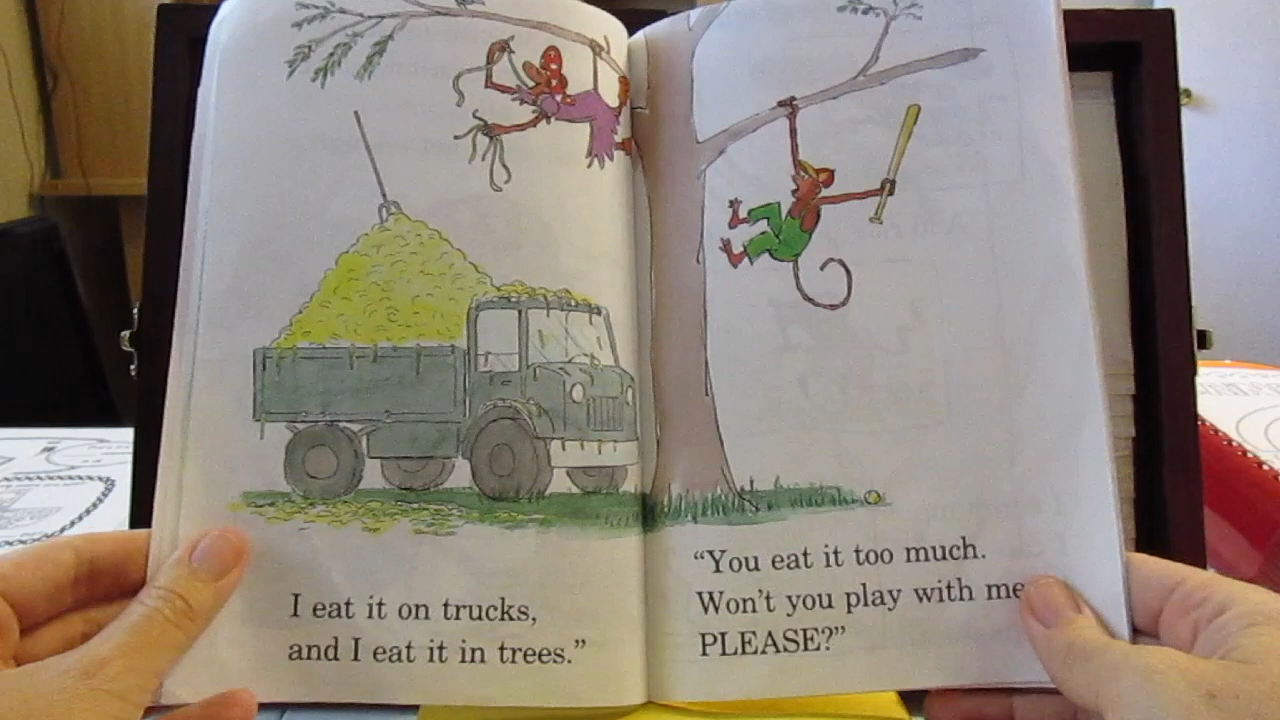 I eat it on trucks,
and I eat it in trees.”
“You eat it too much.
Won’t you play with me
PLEASE?”